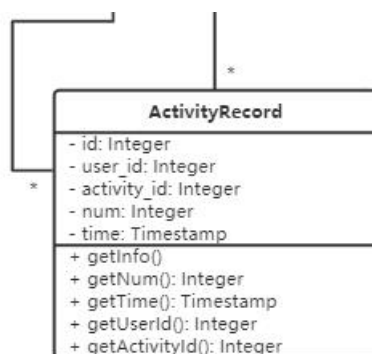 *
ActivityRecord
- id: Integer
- user_id: Integer
* - activity_id: Integer
- num: Integer
- time: Timestamp
+ getInfo()
+ getNum(): Integer
+ getTime(): Timestamp
+ getUserId(): Integer
+ getActivityId(): Integer